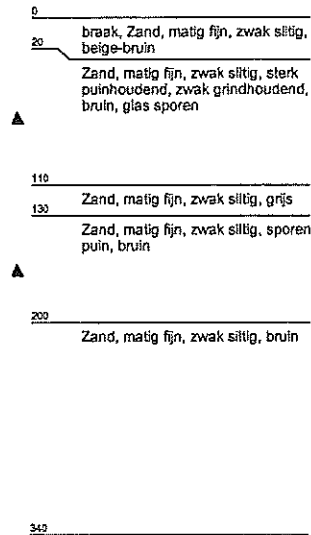 0
braak, Zand, matig fijn, zwak siltig,
beige-bruin
20
Zand, matig fijn, zwak siltig, sterk
puinhoudend, zwak grindhoudend,
bruin, glas sporen
110
Zand, matig fijn, zwak siltig, grijs
130
Zand, matig fijn, zwak siltig, sporen
puin, bruin
200
Zand, matig fijn, zwak siltig, bruin
340